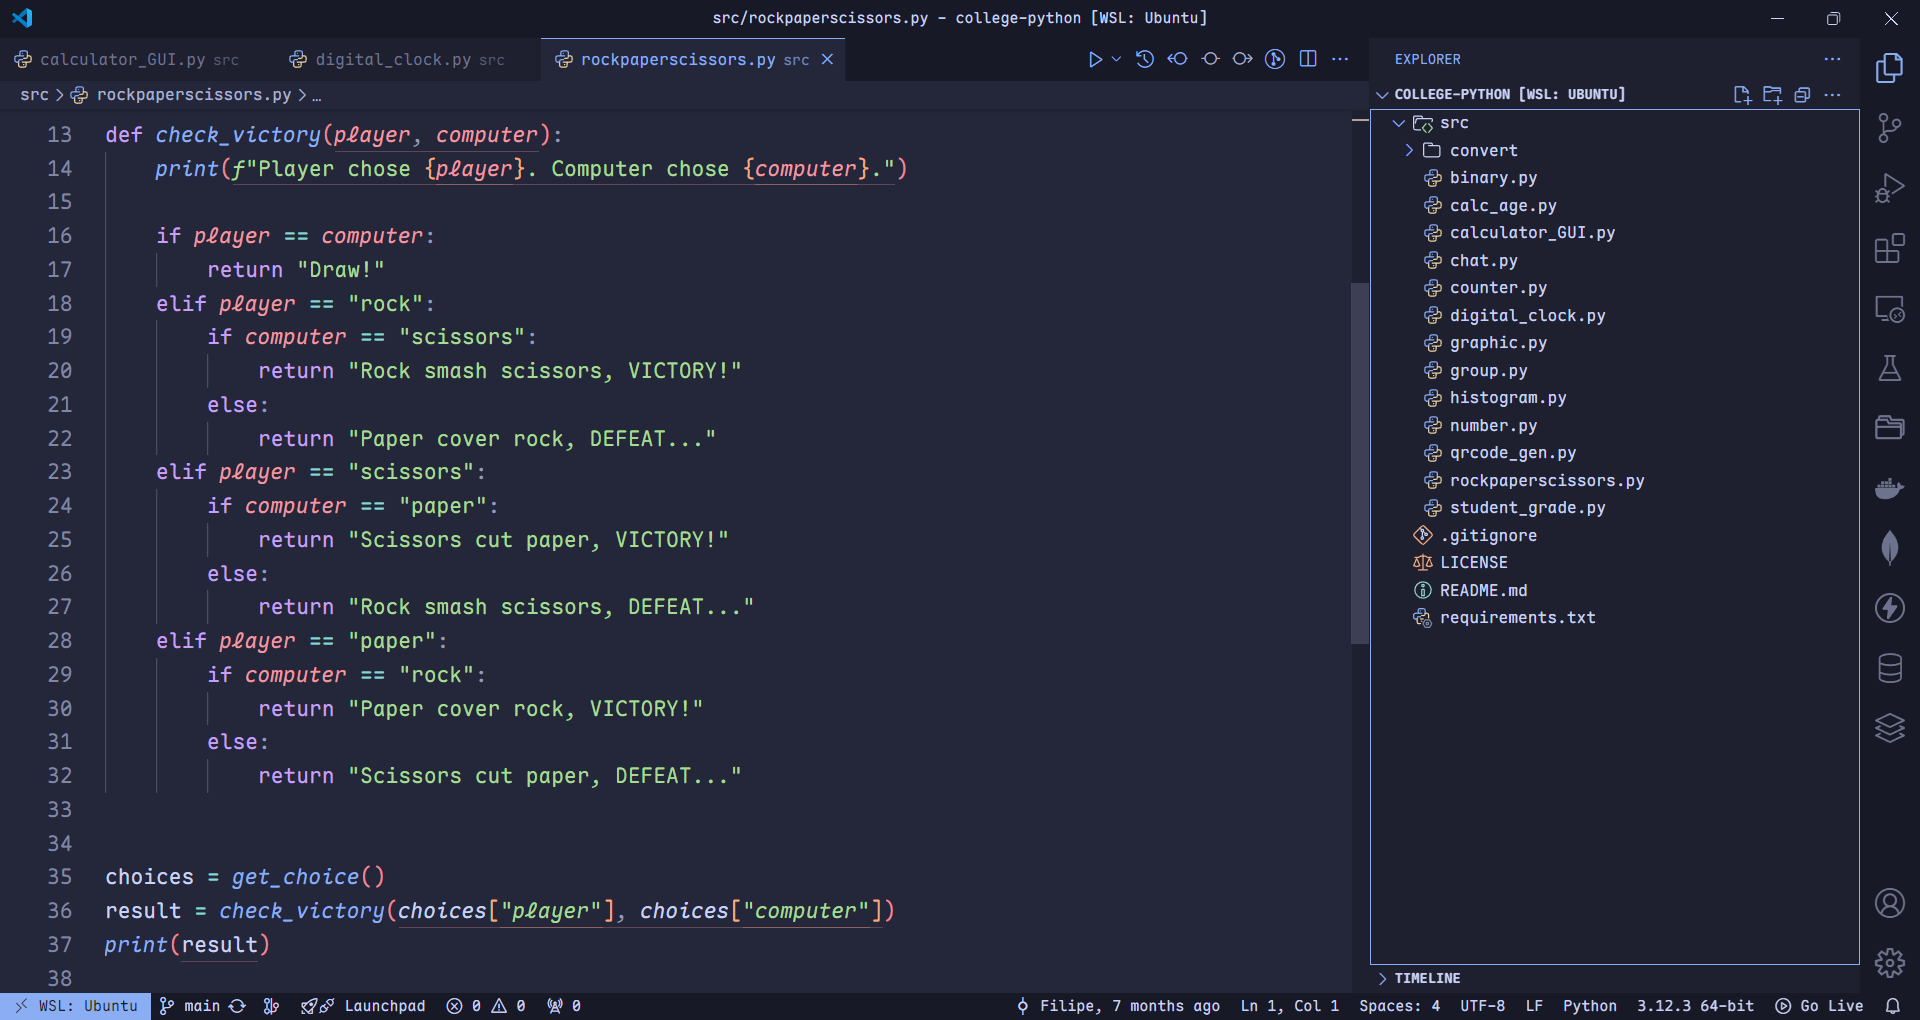 src/rockpaperscissors.py - college-python [WSL: Ubuntu]
calculator_GUI.py src
digital_clock.py src
rockpaperscissors.py src
src > rockpaperscissors.py > …
13 def check_victory(player, computer):
14 print(f"Player chose {player}. Computer chose {computer}.")
15
16 if player == computer:
17 return "Draw!"
18 elif player == "rock":
19 if computer == "scissors":
20 return "Rock smash scissors, VICTORY!"
21 else:
22 return "Paper cover rock, DEFEAT..."
23 elif player == "scissors":
24 if computer == "paper":
25 return "Scissors cut paper, VICTORY!"
26 else:
27 return "Rock smash scissors, DEFEAT..."
28 elif player == "paper":
29 if computer == "rock":
30 return "Paper cover rock, VICTORY!"
31 else:
32 return "Scissors cut paper, DEFEAT..."
33
34
35 choices = get_choice()
36 result = check_victory(choices["player"], choices["computer"])
37 print(result)
38
EXPLORER
COLLEGE-PYTHON [WSL: UBUNTU]
src
convert
binary.py
calc_age.py
calculator_GUI.py
chat.py
counter.py
digital_clock.py
graphic.py
group.py
histogram.py
number.py
qrcode_gen.py
rockpaperscissors.py
student_grade.py
.gitignore
LICENSE
README.md
requirements.txt
TIMELINE
WSL: Ubuntu main Launchpad 0 0 0 Filipe, 7 months ago Ln 1, Col 1 Spaces: 4 UTF-8 LF Python 3.12.3 64-bit Go Live